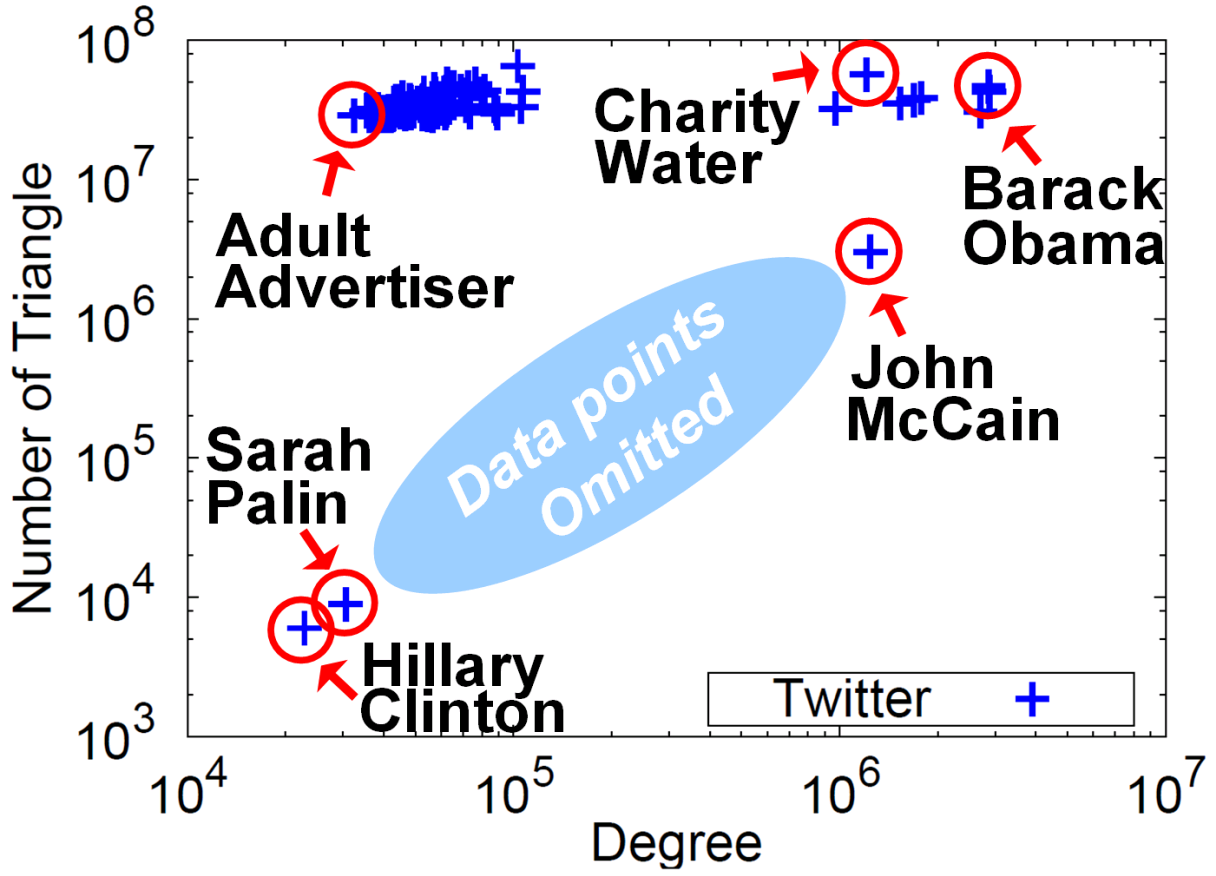 10^8
Charity
Water
Barack
Obama
10^7
Adult
Advertiser
Number of Triangle
10^6
John
McCain
Data points
Omitted
10^5
Sarah
Palin
10^4
Hillary
Clinton
Twitter
10^3
10^4
10^5
10^6
10^7
Degree